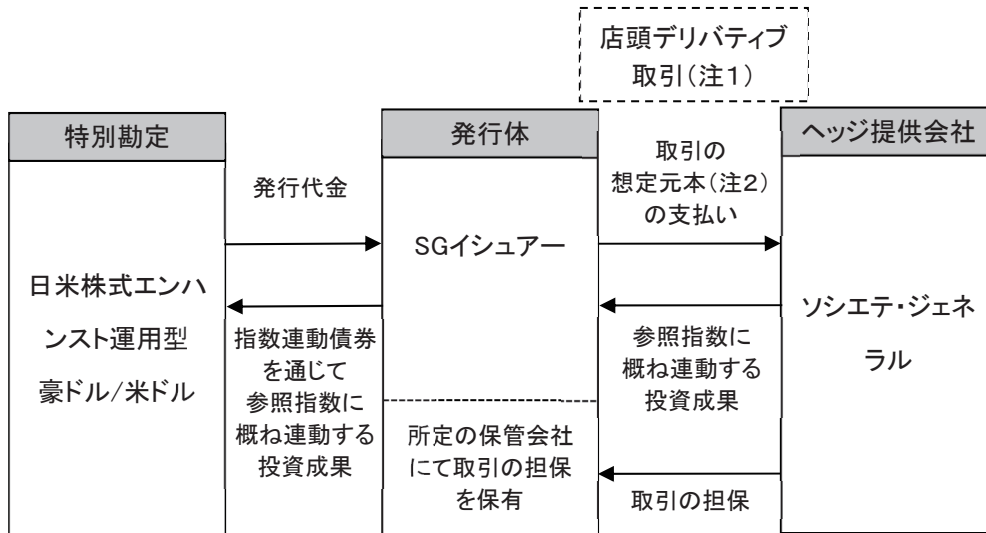 店頭デリバティブ
取引（注１）
特別勘定
発行体
ヘッジ提供会社
日米株式エンハ
ンスト運用型
豪ドル/米ドル
発行代金
指数連動債券
を通じて
参照指数に
概ね連動する
投資成果
SGイシュアー
所定の保管会社
にて取引の担保
を保有
取引の
想定元本（注２）
の支払い
参照指数に
概ね連動する
投資成果
取引の担保
ソシエテ・ジェネ
ラル